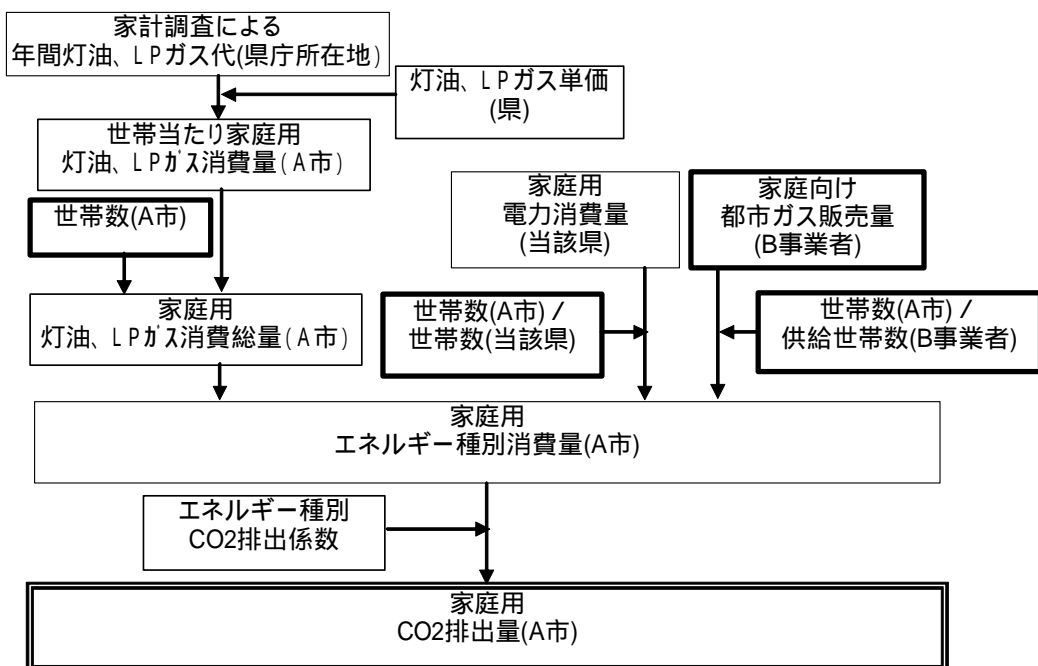 家計調査による
年間灯油、LPガス代(県庁所在地)
灯油、LPガス単価
(県)
世帯当たり家庭用
灯油、LPガス消費量(A市)
世帯数(A市)
家庭用
電力消費量
(当該県)
家庭向け
都市ガス販売量
(B事業者)
家庭用
灯油、LPガス消費総量(A市)
世帯数(A市) /
世帯数(当該県)
世帯数(A市) /
供給世帯数(B事業者)
家庭用
エネルギー種別消費量(A市)
エネルギー種別
CO2排出係数
家庭用
CO2排出量(A市)